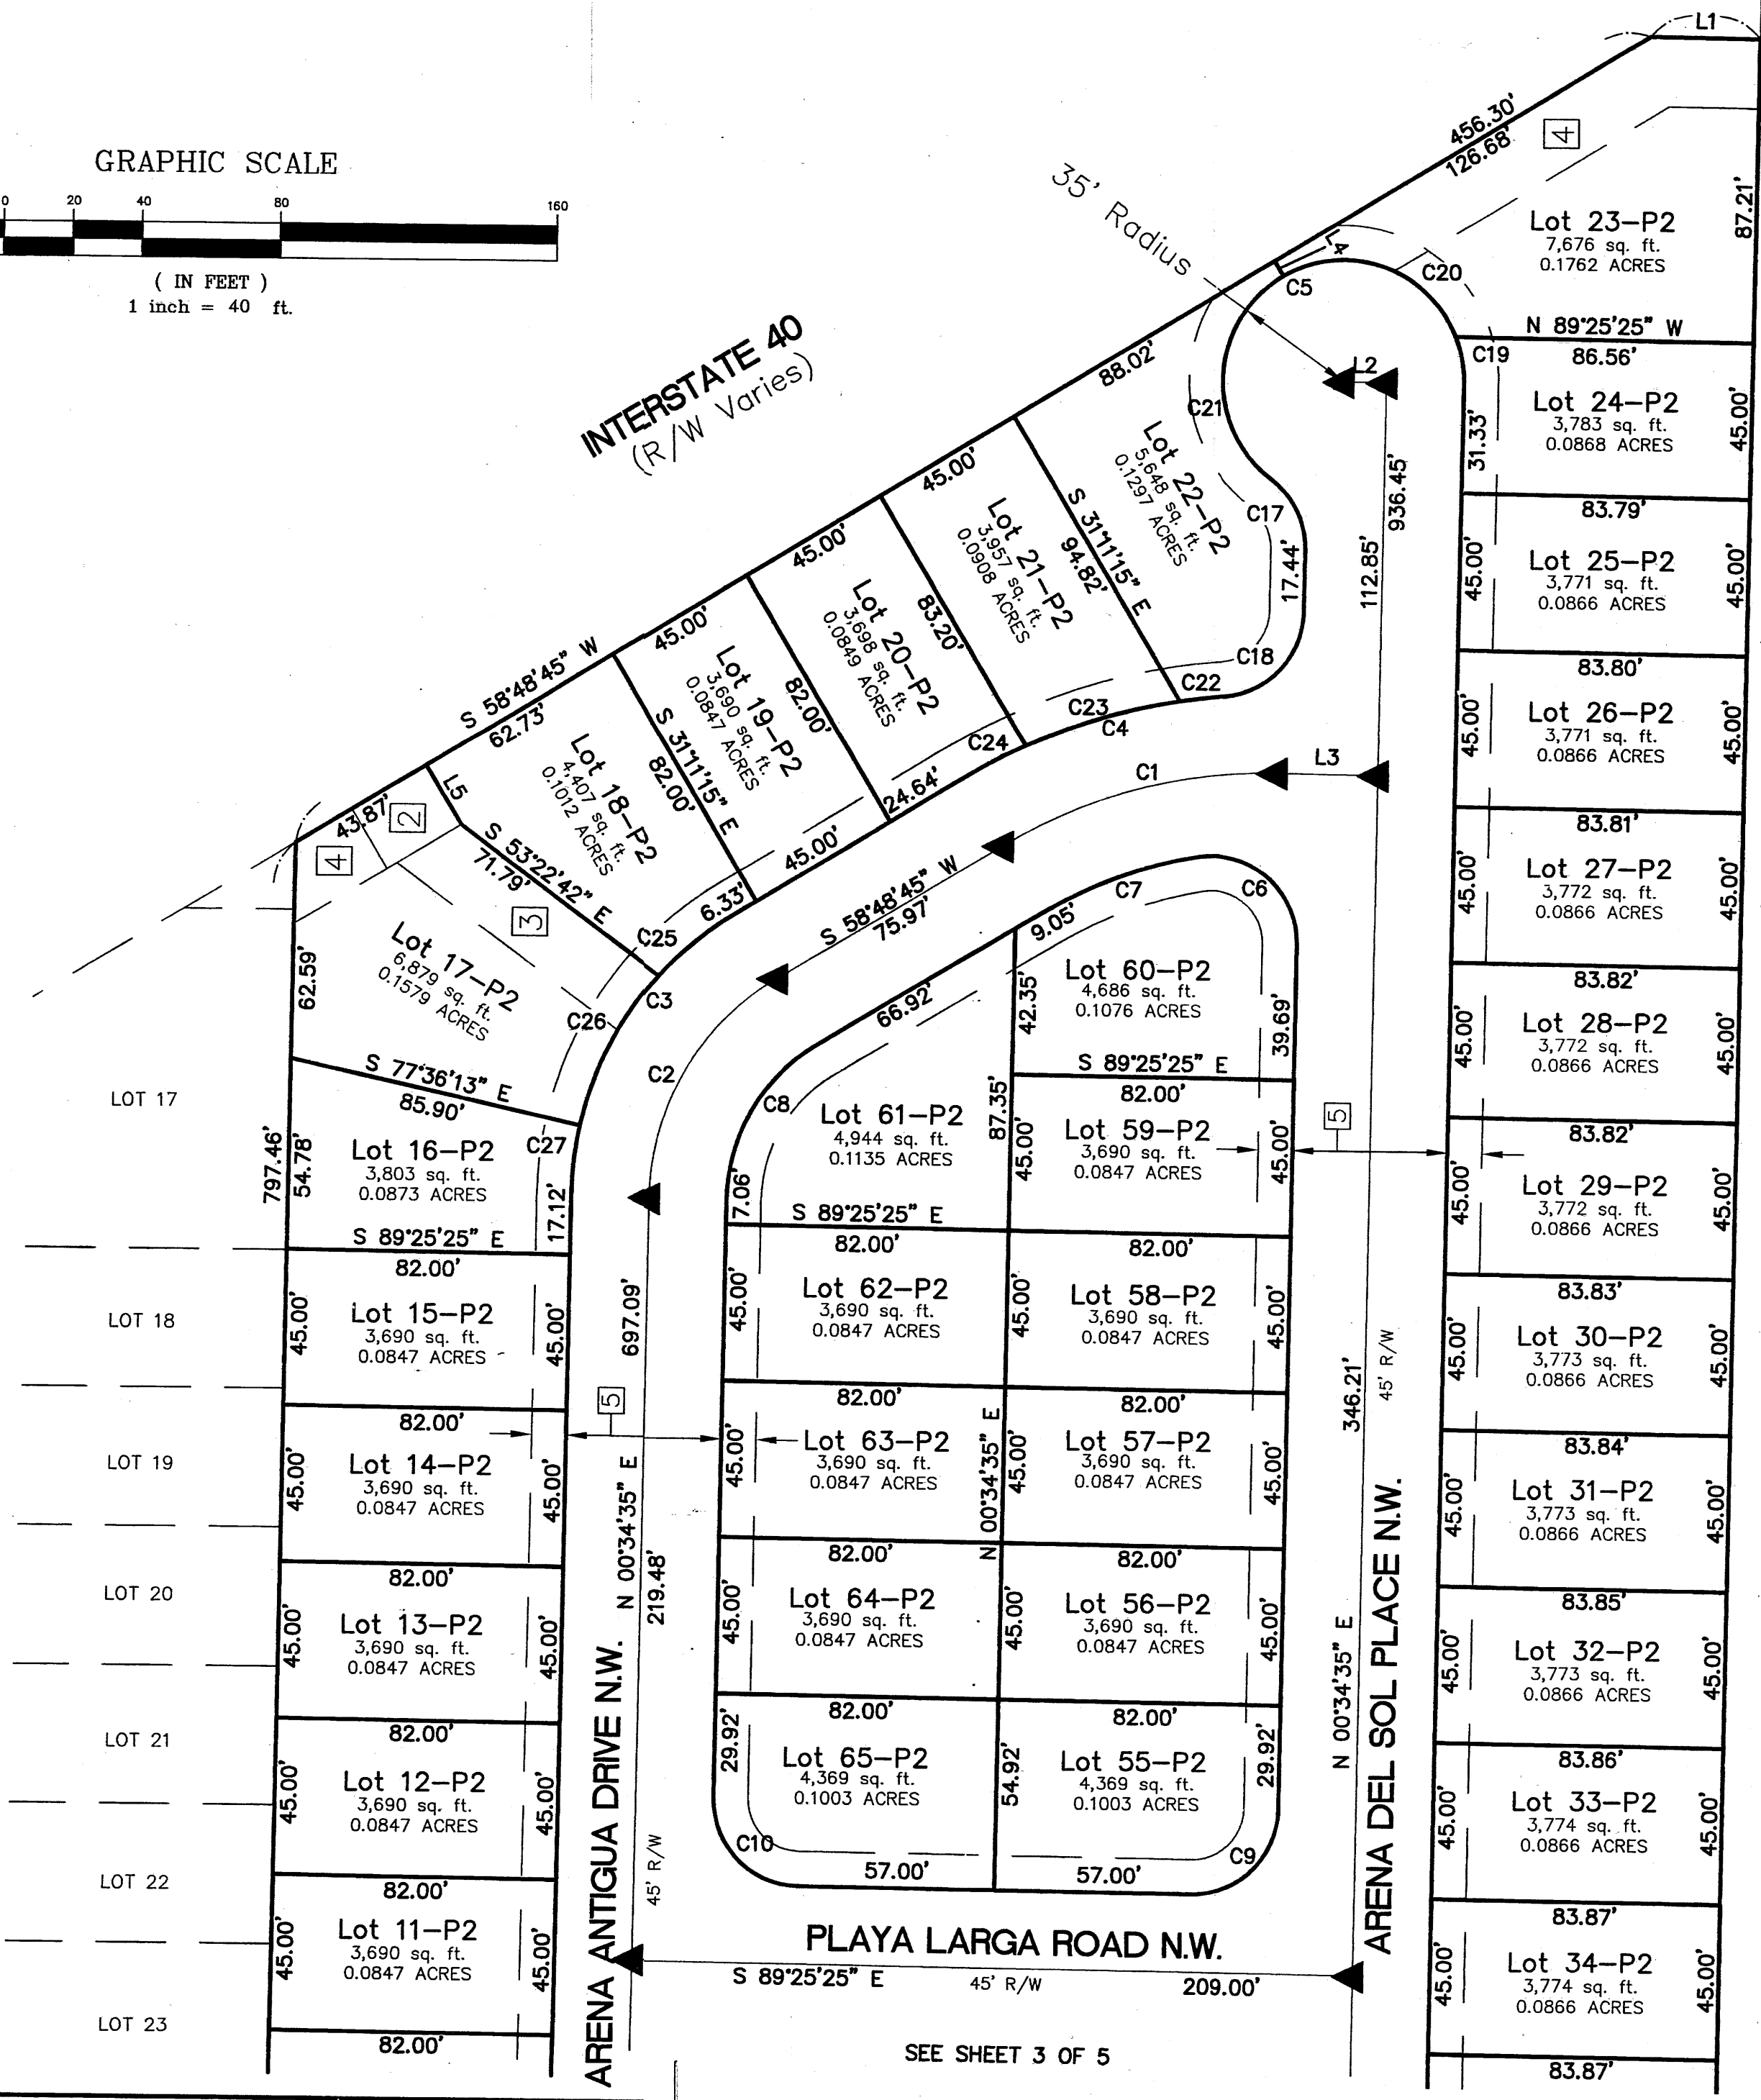 GRAPHIC SCALE
0 20 40 80 160
( IN FEET )
1 inch = 40 ft.
INTERSTATE 40
(R/W Varies)
35' Radius
L1
456.30'
126.68'
4
87.21'
Lot 23-P2
7,676 sq. ft.
0.1762 ACRES
L4
C5
C20
N 89°25'25" W
86.56'
C19
L2
Lot 24-P2
3,783 sq. ft.
0.0868 ACRES
31.33'
45.00'
83.79'
Lot 25-P2
3,771 sq. ft.
0.0866 ACRES
45.00'
45.00'
83.80'
Lot 26-P2
3,771 sq. ft.
0.0866 ACRES
45.00'
45.00'
83.81'
Lot 27-P2
3,772 sq. ft.
0.0866 ACRES
45.00'
45.00'
83.82'
Lot 28-P2
3,772 sq. ft.
0.0866 ACRES
45.00'
45.00'
83.82'
Lot 29-P2
3,772 sq. ft.
0.0866 ACRES
45.00'
45.00'
83.83'
Lot 30-P2
3,773 sq. ft.
0.0866 ACRES
45.00'
45.00'
83.84'
Lot 31-P2
3,773 sq. ft.
0.0866 ACRES
45.00'
45.00'
83.85'
Lot 32-P2
3,773 sq. ft.
0.0866 ACRES
45.00'
45.00'
83.86'
Lot 33-P2
3,774 sq. ft.
0.0866 ACRES
45.00'
45.00'
83.87'
Lot 34-P2
3,774 sq. ft.
0.0866 ACRES
45.00'
45.00'
83.87'
88.02'
C21
Lot 22-P2
5,648 sq. ft.
0.1297 ACRES
C17
17.44'
C18
C22
936.45'
112.85'
S 31°11'15" E
94.82'
45.00'
Lot 21-P2
3,957 sq. ft.
0.0908 ACRES
C23
C4
83.20'
45.00'
Lot 20-P2
3,698 sq. ft.
0.0849 ACRES
C24
24.64'
82.00'
45.00'
Lot 19-P2
3,690 sq. ft.
0.0847 ACRES
45.00'
S 31°11'15" E
82.00'
S 58°48'45" W
62.73'
Lot 18-P2
4,407 sq. ft.
0.1012 ACRES
6.33'
C25
L5
S 53°22'42" E
71.79'
43.87'
2
4
3
Lot 17-P2
6,879 sq. ft.
0.1579 ACRES
62.59'
C26
C3
S 77°36'13" E
85.90'
C27
Lot 16-P2
3,803 sq. ft.
0.0873 ACRES
797.46'
54.78'
17.12'
S 89°25'25" E
82.00'
Lot 15-P2
3,690 sq. ft.
0.0847 ACRES
45.00'
45.00'
82.00'
Lot 14-P2
3,690 sq. ft.
0.0847 ACRES
45.00'
45.00'
82.00'
Lot 13-P2
3,690 sq. ft.
0.0847 ACRES
45.00'
45.00'
82.00'
Lot 12-P2
3,690 sq. ft.
0.0847 ACRES
45.00'
45.00'
82.00'
Lot 11-P2
3,690 sq. ft.
0.0847 ACRES
45.00'
45.00'
82.00'
LOT 17
LOT 18
LOT 19
LOT 20
LOT 21
LOT 22
LOT 23
C1
L3
S 58°48'45" W
75.97'
C2
C7
C6
9.05'
66.92'
42.35'
Lot 60-P2
4,686 sq. ft.
0.1076 ACRES
39.69'
S 89°25'25" E
82.00'
C8
Lot 61-P2
4,944 sq. ft.
0.1135 ACRES
87.35'
7.06'
S 89°25'25" E
82.00'
45.00'
Lot 59-P2
3,690 sq. ft.
0.0847 ACRES
45.00'
82.00'
5
45.00'
Lot 62-P2
3,690 sq. ft.
0.0847 ACRES
45.00'
Lot 58-P2
3,690 sq. ft.
0.0847 ACRES
45.00'
82.00'
82.00'
45.00'
Lot 63-P2
3,690 sq. ft.
0.0847 ACRES
N 00°34'35" E
45.00'
Lot 57-P2
3,690 sq. ft.
0.0847 ACRES
45.00'
82.00'
82.00'
45.00'
Lot 64-P2
3,690 sq. ft.
0.0847 ACRES
45.00'
Lot 56-P2
3,690 sq. ft.
0.0847 ACRES
45.00'
82.00'
82.00'
29.92'
Lot 65-P2
4,369 sq. ft.
0.1003 ACRES
54.92'
Lot 55-P2
4,369 sq. ft.
0.1003 ACRES
29.92'
C10
57.00'
57.00'
C9
697.09'
5
N 00°34'35" E
219.48'
ARENA ANTIGUA DRIVE N.W.
45' R/W
346.21'
45' R/W
N 00°34'35" E
ARENA DEL SOL PLACE N.W.
PLAYA LARGA ROAD N.W.
S 89°25'25" E 45' R/W 209.00'
SEE SHEET 3 OF 5